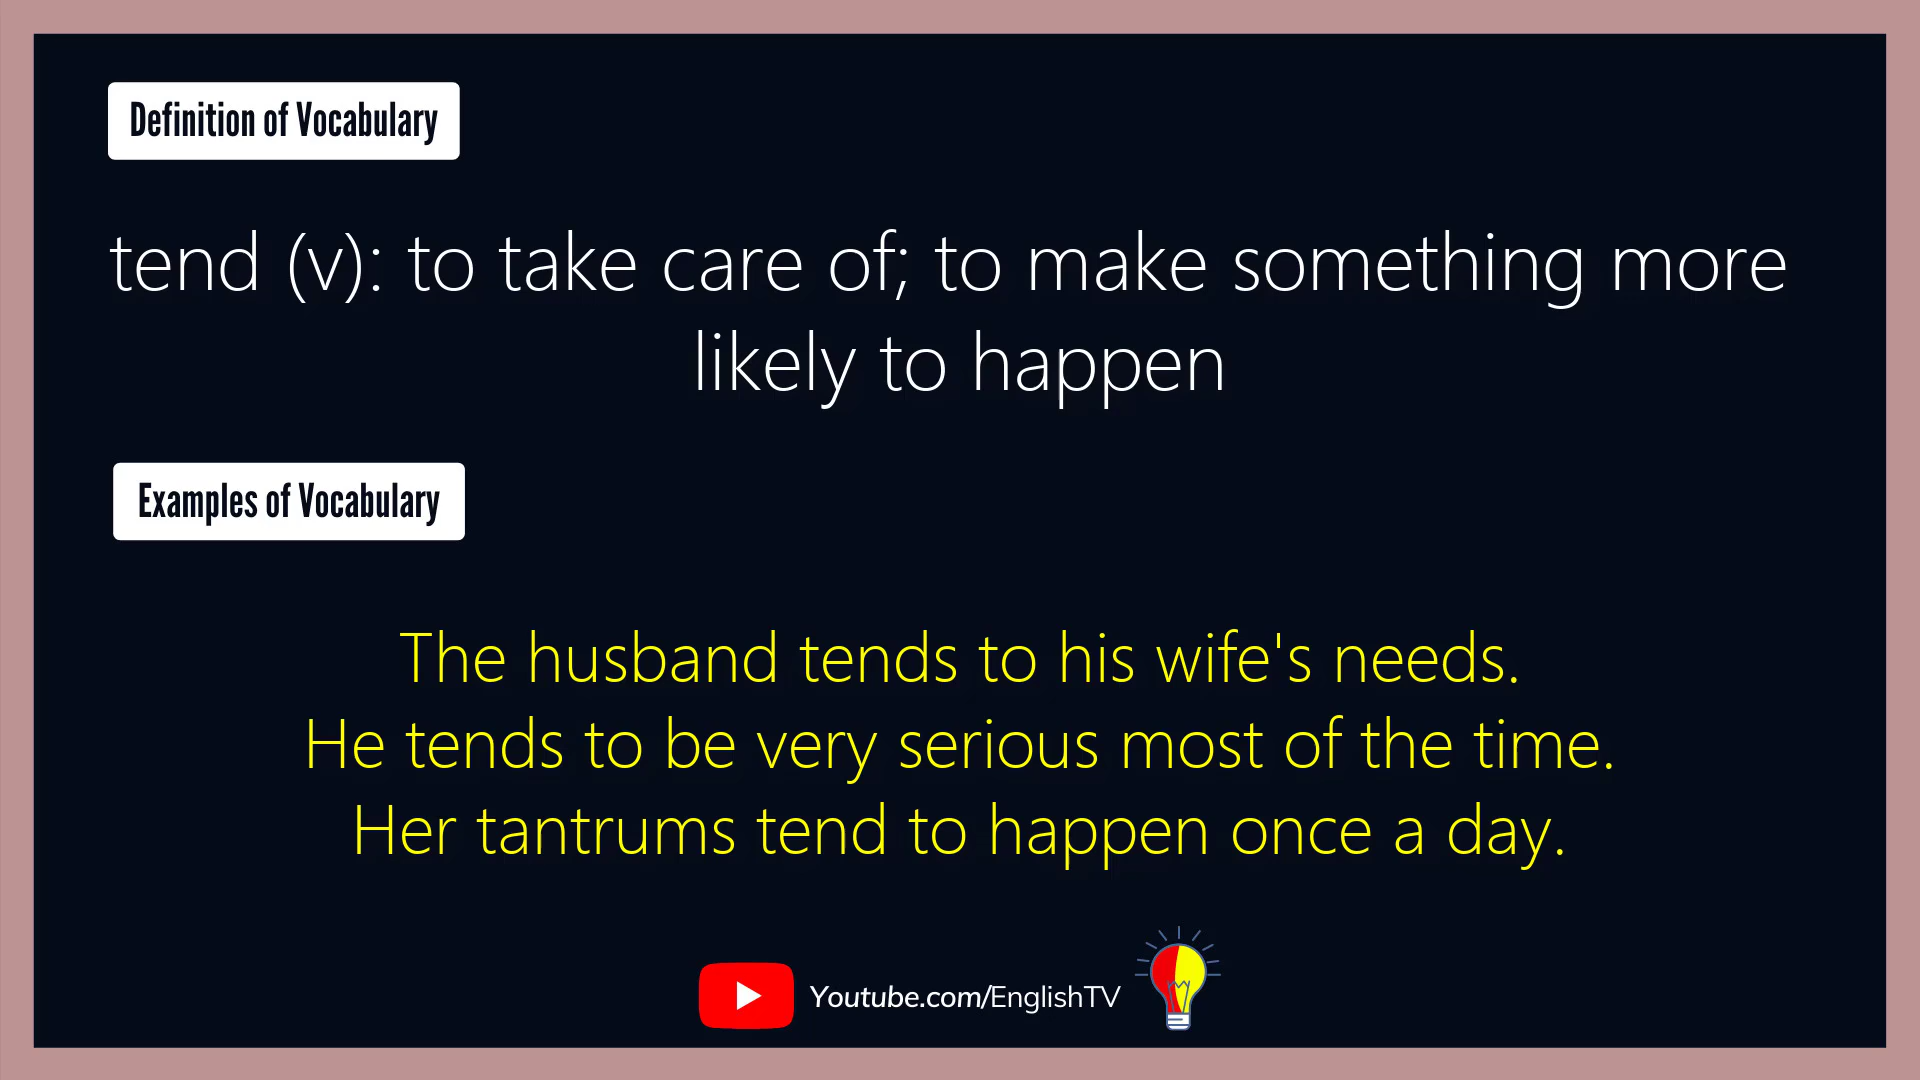 Definition of Vocabulary
tend (v): to take care of; to make something more
likely to happen
Examples of Vocabulary
The husband tends to his wife's needs.
He tends to be very serious most of the time.
Her tantrums tend to happen once a day.
Youtube.com/EnglishTV